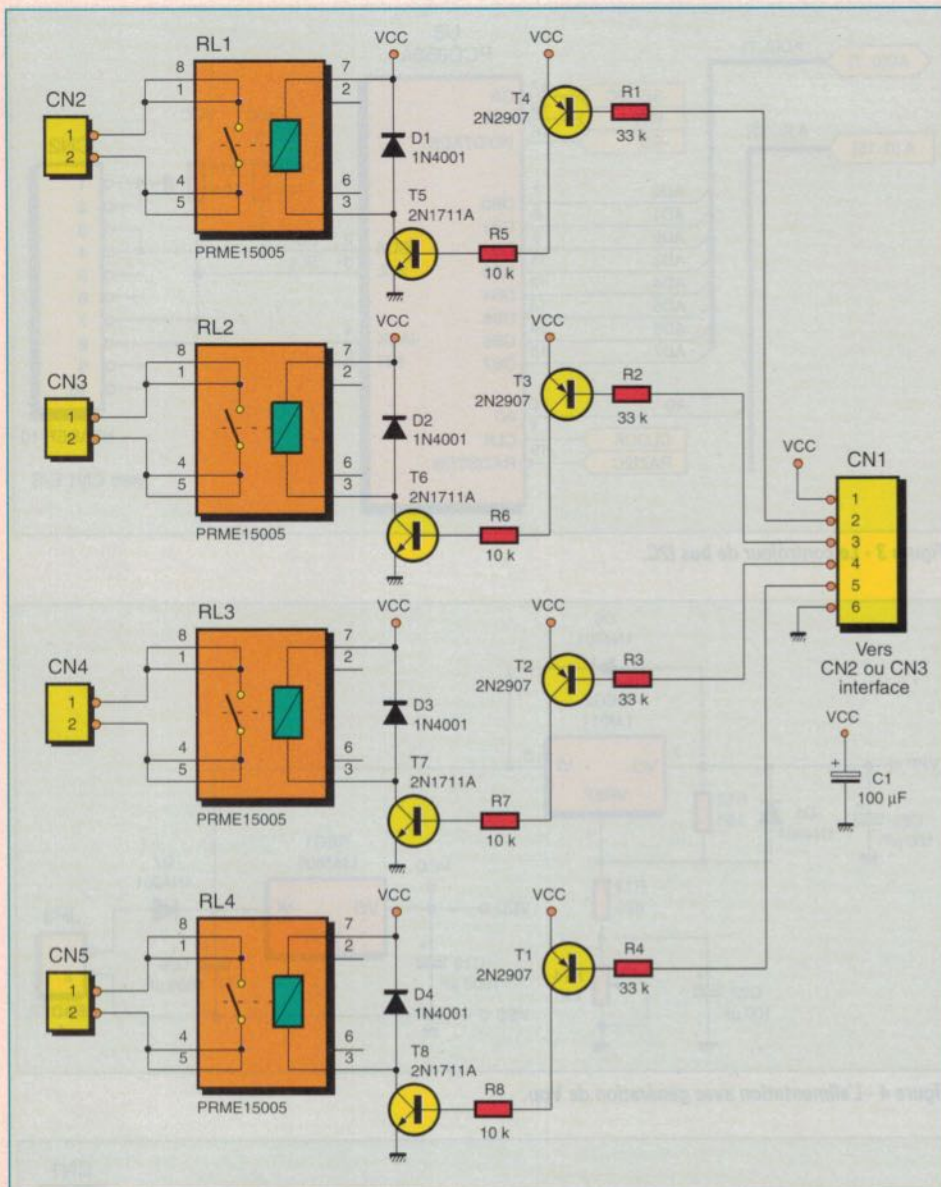 RL1
8
1
7
2
CN2
1
2
4
5
6
3
PRME15005
VCC
D1
1N4001
T5
2N1711A
R5
10 k
VCC
T4
2N2907
R1
33 k
RL2
8
1
7
2
CN3
1
2
4
5
6
3
PRME15005
VCC
D2
1N4001
T6
2N1711A
R6
10 k
VCC
T3
2N2907
R2
33 k
VCC
CN1
1
2
3
4
5
6
Vers
CN2 ou CN3
interface
VCC
+
C1
100 µF
RL3
8
1
7
2
CN4
1
2
4
5
6
3
PRME15005
VCC
D3
1N4001
T7
2N1711A
R7
10 k
VCC
T2
2N2907
R3
33 k
RL4
8
1
7
2
CN5
1
2
4
5
6
3
PRME15005
VCC
D4
1N4001
T8
2N1711A
R8
10 k
VCC
T1
2N2907
R4
33 k